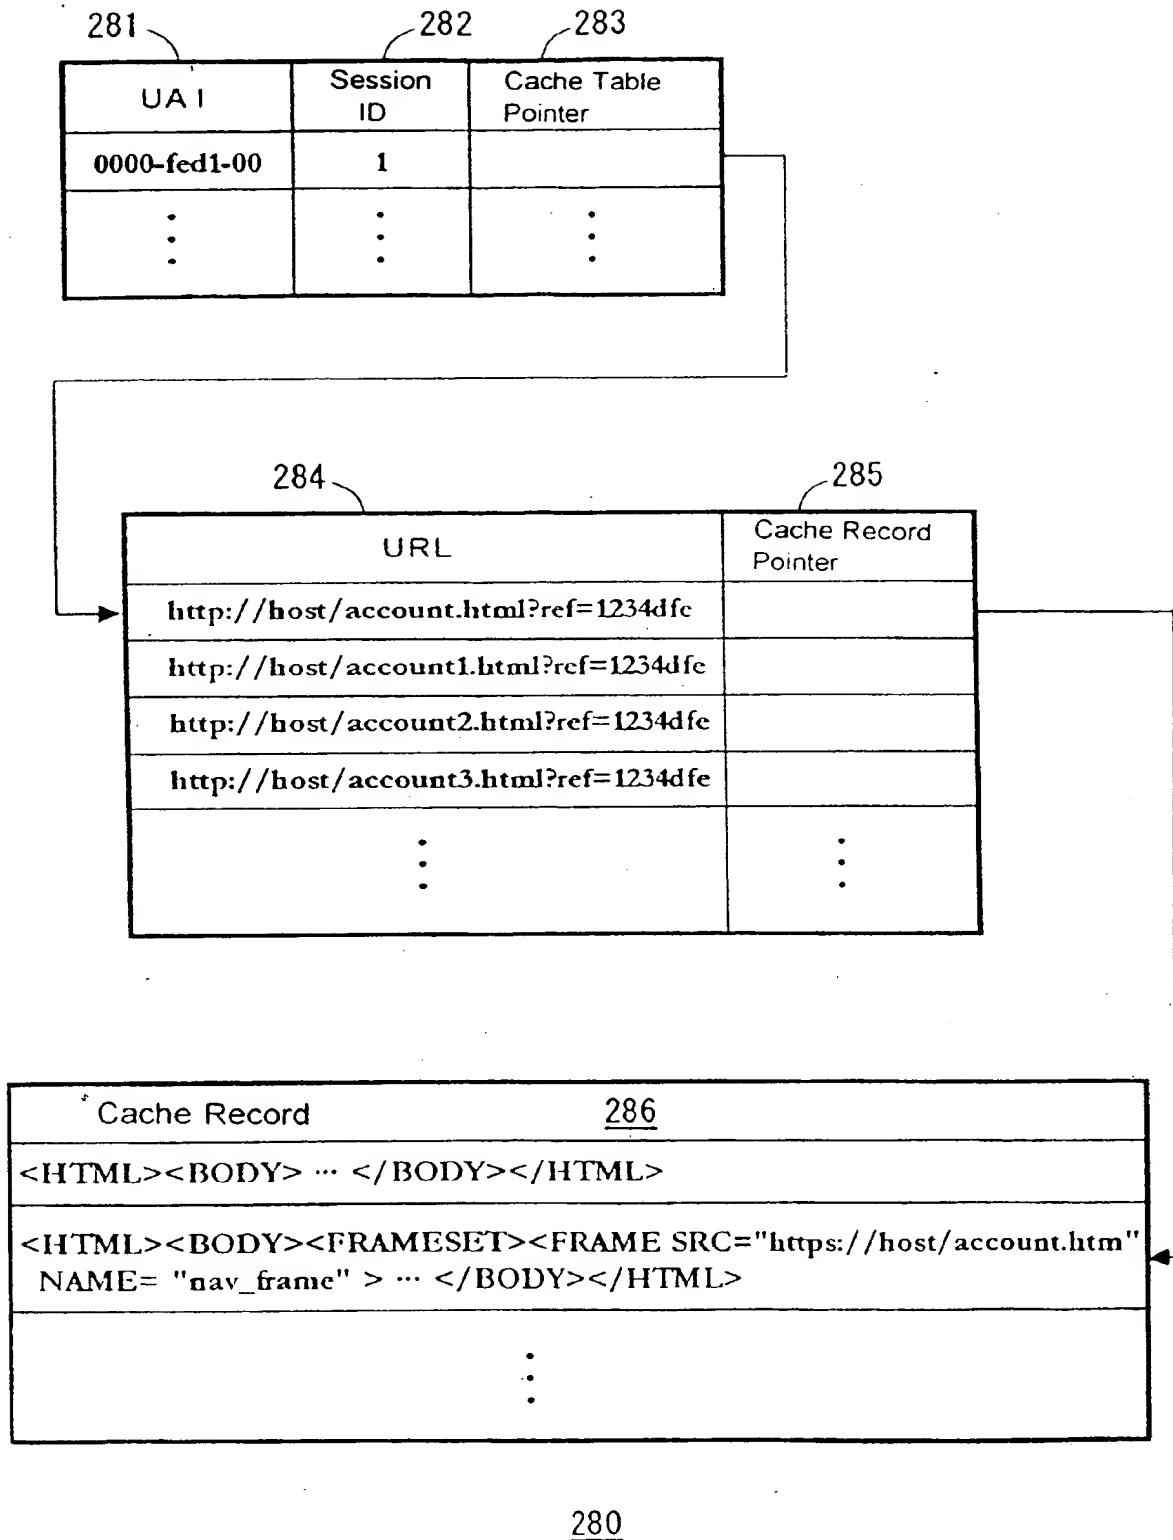 281 282 283
UAI Session ID Cache Table Pointer
0000-fed1-00 1
284 285
URL Cache Record Pointer
http://host/account.html?ref=1234dfe
http://host/account1.html?ref=1234dfe
http://host/account2.html?ref=1234dfe
http://host/account3.html?ref=1234dfe
Cache Record 286
<HTML><BODY> ... </BODY></HTML>
<HTML><BODY><FRAMESET><FRAME SRC="https://host/account.htm"
NAME= "nav_frame" > ... </BODY></HTML>
280